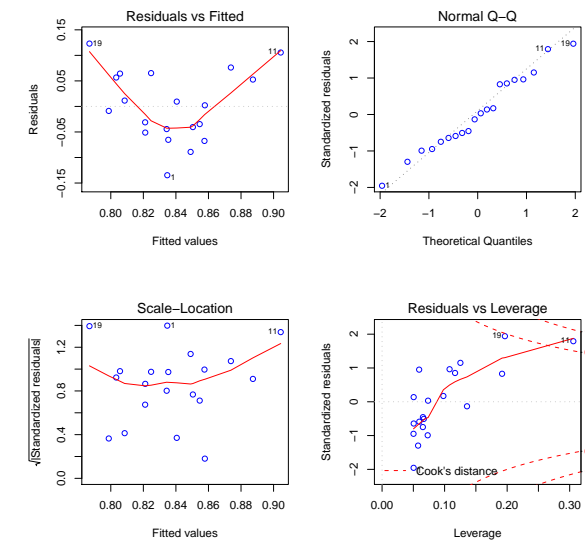 Residuals vs Fitted
0.15
0.05
−0.05
−0.15
Residuals
19
11
1
0.80 0.82 0.84 0.86 0.88 0.90
Fitted values
Normal Q−Q
2
1
0
−1
−2
Standardized residuals
11
19
1
−2 −1 0 1 2
Theoretical Quantiles
Scale−Location
1.2
0.8
0.4
0.0
√|Standardized residuals|
19
1
11
0.80 0.82 0.84 0.86 0.88 0.90
Fitted values
Residuals vs Leverage
2
1
0
−1
−2
Standardized residuals
19
11
Cook's distance
0.00 0.10 0.20 0.30
Leverage